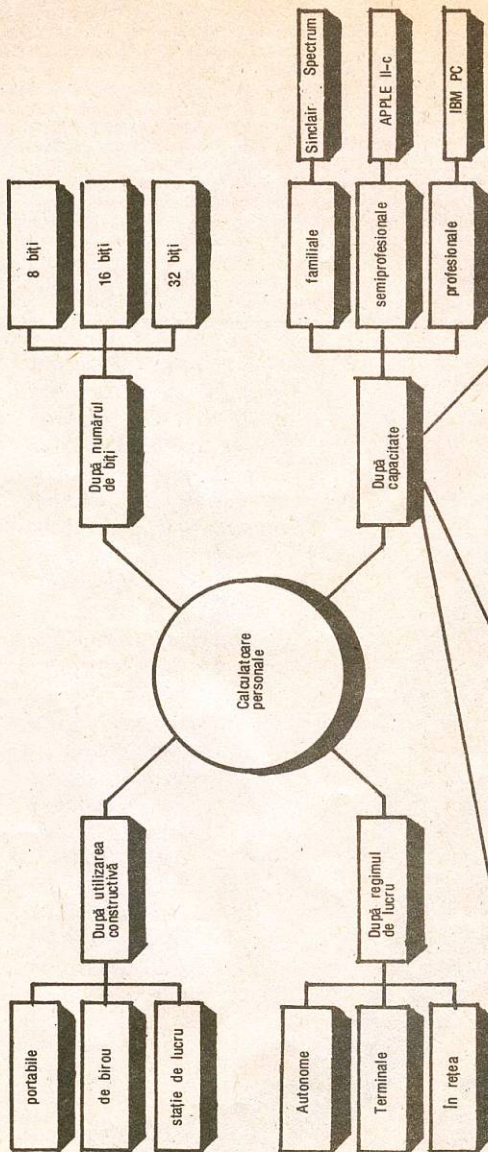 portabile
de birou
stație de lucru
După utilizarea
constructivă
După numărul
de biți
8 biți
16 biți
32 biți
Calculatoare
personale
Autonome
Terminale
În rețea
După regimul
de lucru
După
capacitate
familiale
semiprofesionale
profesionale
Sinclair Spectrum
APPLE II-c
IBM PC